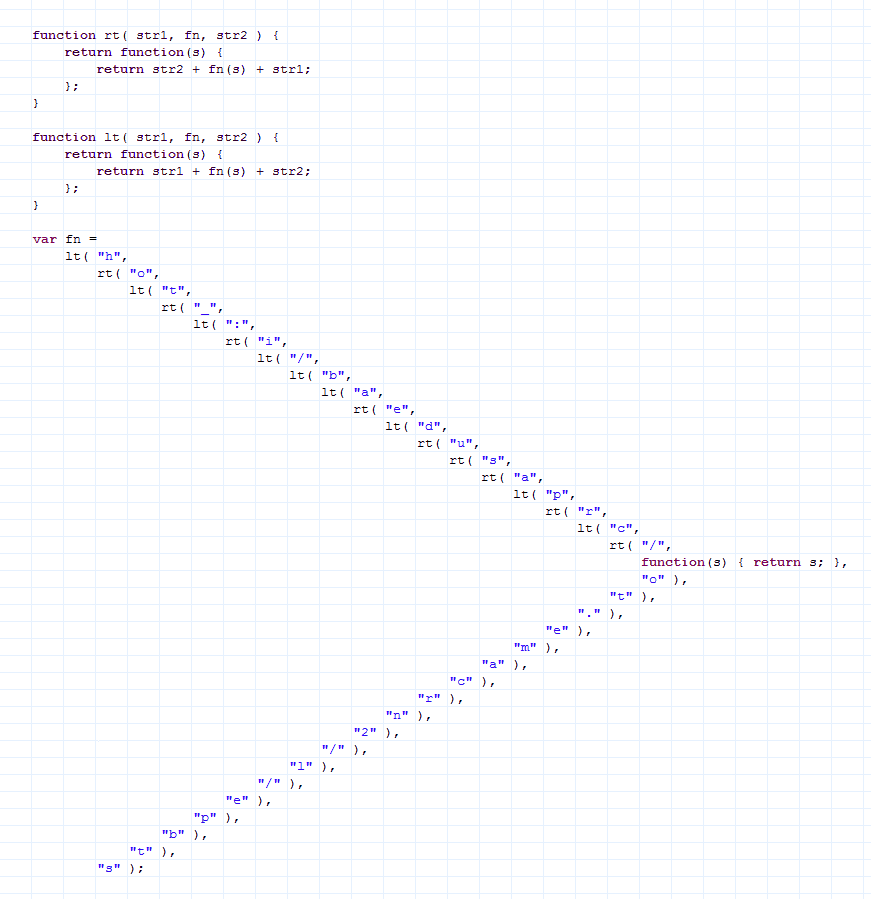 function rt( str1, fn, str2 ) {
    return function(s) {
        return str2 + fn(s) + str1;
    };
}

function lt( str1, fn, str2 ) {
    return function(s) {
        return str1 + fn(s) + str2;
    };
}

var fn =
    lt( "h",
        rt( "o",
            lt( "t",
                rt( "_",
                    lt( ":",
                        rt( "i",
                            lt( "/",
                                lt( "b",
                                    lt( "a",
                                        rt( "e",
                                            lt( "d",
                                                rt( "u",
                                                    rt( "s",
                                                        rt( "a",
                                                            lt( "p",
                                                                rt( "r",
                                                                    lt( "c",
                                                                        rt( "/",
                                                                            function(s) { return s; },
                                                                            "o" ),
                                                                        "t" ),
                                                                    "." ),
                                                                "e" ),
                                                            "m" ),
                                                        "a" ),
                                                    "c" ),
                                                "r" ),
                                            "n" ),
                                        "2" ),
                                    "/" ),
                                "l" ),
                            "/" ),
                        "e" ),
                    "p" ),
                "b" ),
            "t" ),
        "s" );